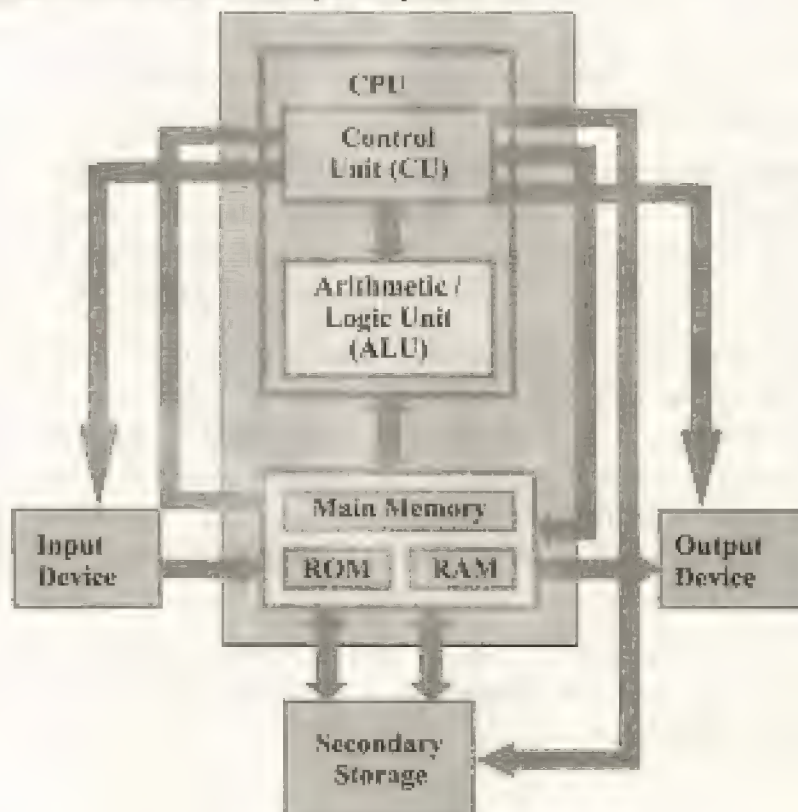 CPU
Control
Unit (CU)
Arithmetic /
Logic Unit
(ALU)
Main Memory
ROM RAM
Input
Device
Output
Device
Secondary
Storage